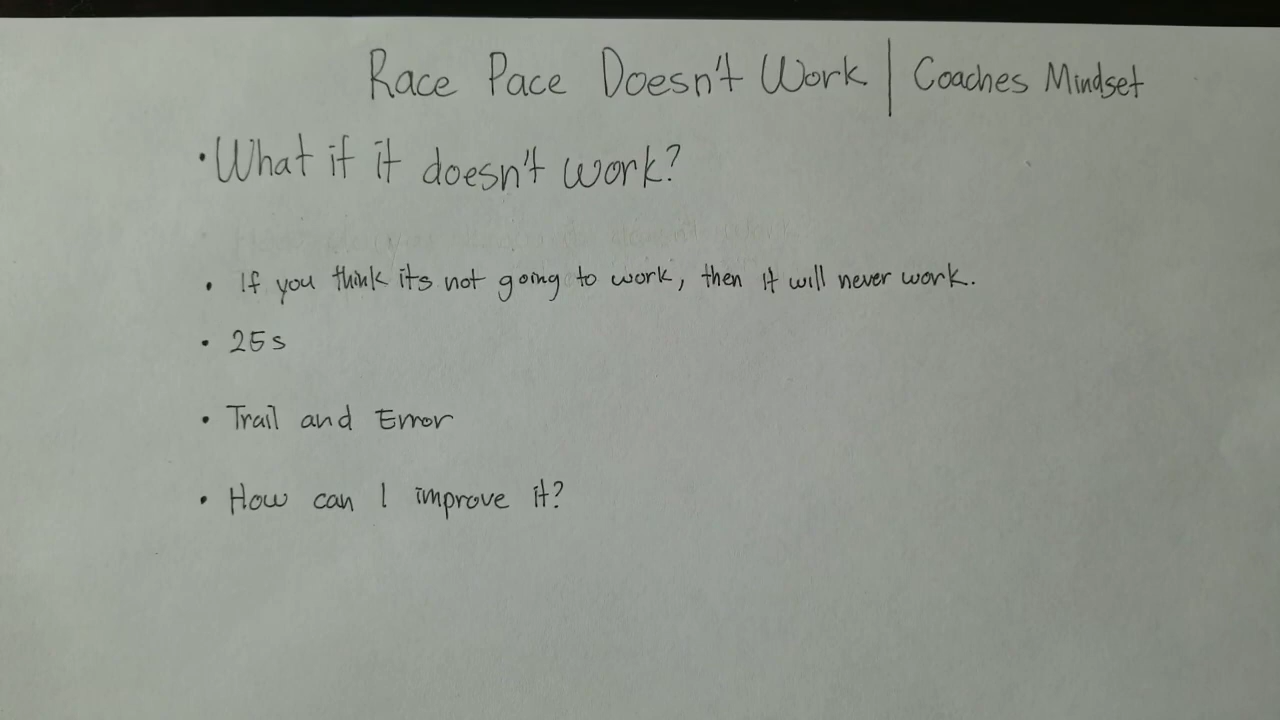 Race Pace Doesn't Work | Coaches Mindset
• What if it doesn't work?
• If you think its not going to work, then it will never work.
• 25s
• Trail and Error
• How can I improve it?